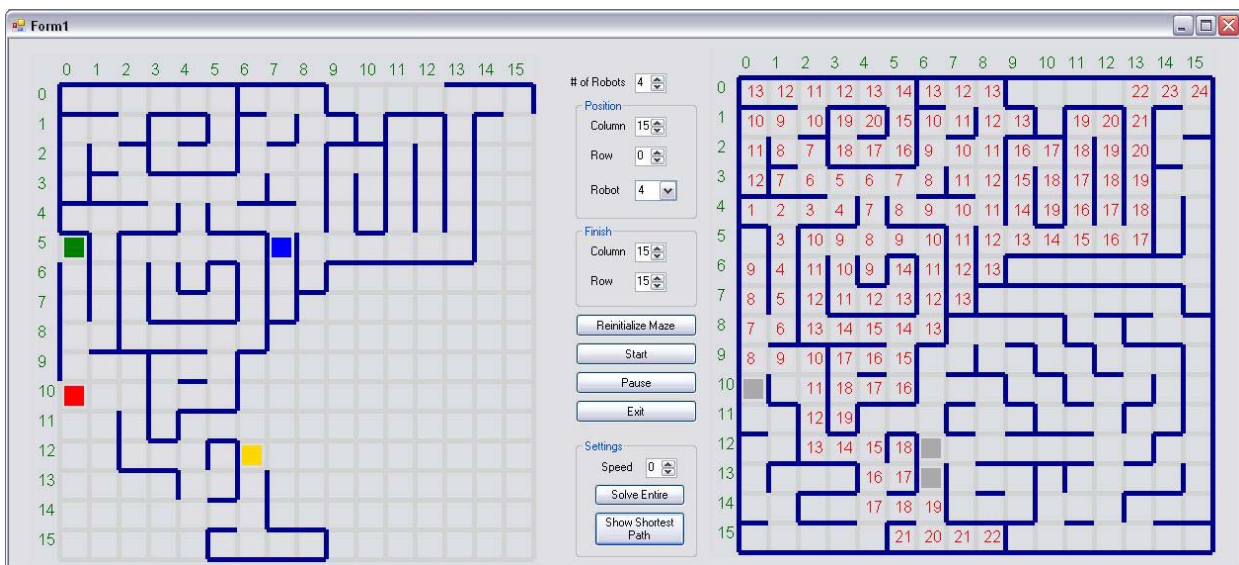 Form1
0 1 2 3 4 5 6 7 8 9 10 11 12 13 14 15
0
1
2
3
4
5
6
7
8
9
10
11
12
13
14
15
# of Robots 4
Position
Column 15
Row 0
Robot 4
Finish
Column 15
Row 15
Reinitialize Maze
Start
Pause
Exit
Settings
Speed 0
Solve Entire
Show Shortest
Path
0 1 2 3 4 5 6 7 8 9 10 11 12 13 14 15
0 13 12 11 12 13 14 13 12 13 22 23 24
1 10 9 10 19 20 15 10 11 12 13 19 20 21
2 11 8 7 18 17 16 9 10 11 16 17 18 19 20
3 12 7 6 5 6 7 8 11 12 15 18 17 18 19
4 1 2 3 4 7 8 9 10 11 14 19 16 17 18
5 3 10 9 8 9 10 11 12 13 14 15 16 17
6 9 4 11 10 9 14 11 12 13
7 8 5 12 11 12 13 12 13
8 7 6 13 14 15 14 13
9 8 9 10 17 16 15
10 11 18 17 16
11 12 19
12 13 14 15 18
13 16 17
14 17 18 19
15 21 20 21 22